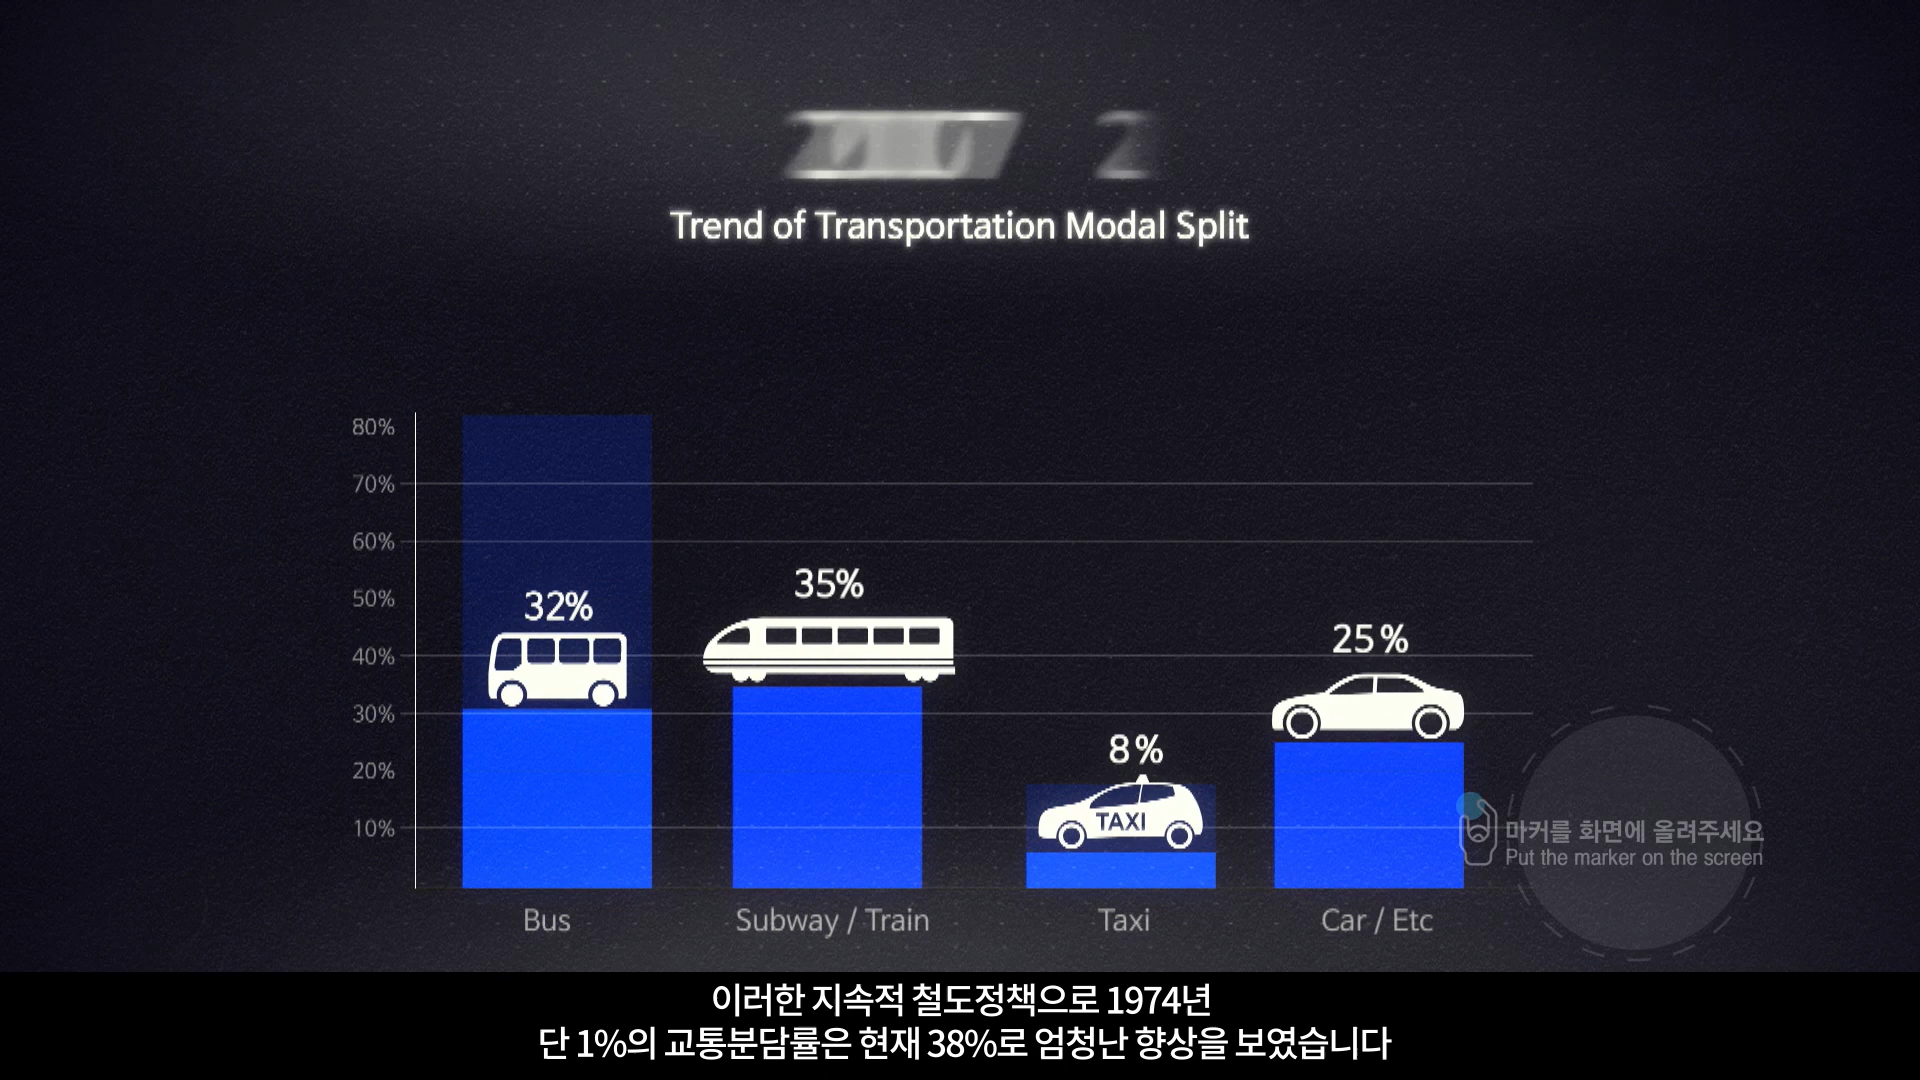 Trend of Transportation Modal Split
80%
70%
60%
50%
40%
30%
20%
10%
32%
35%
8%
25%
TAXI
Bus
Subway / Train
Taxi
Car / Etc
마커를 화면에 올려주세요
Put the marker on the screen
이러한 지속적 철도정책으로 1974년
단 1%의 교통분담률은 현재 38%로 엄청난 향상을 보였습니다